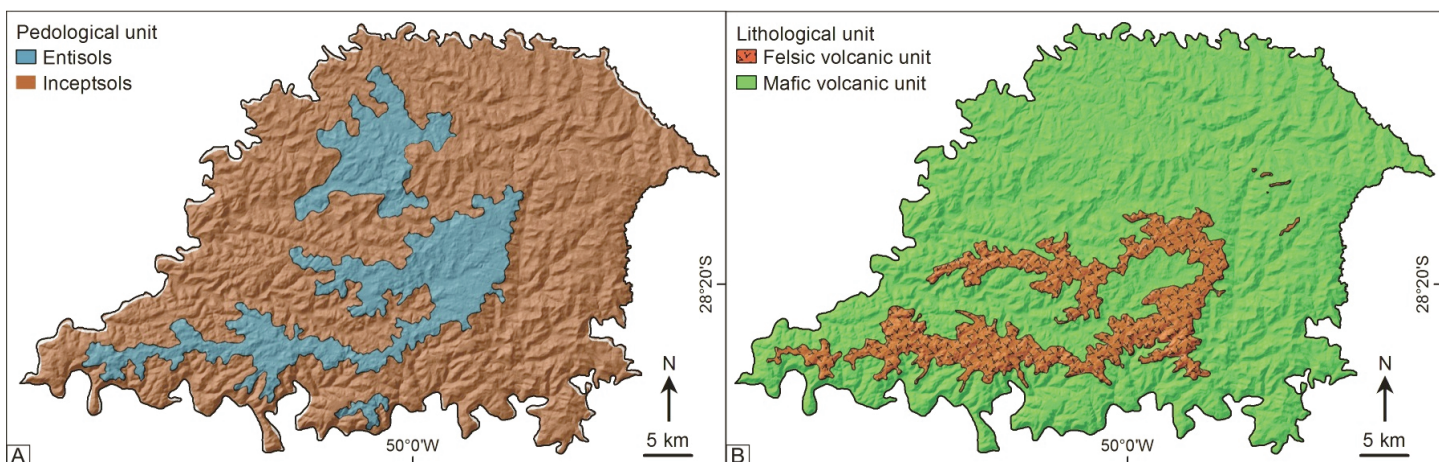 Pedological unit
Entisols
Inceptsols
28°20'S
N
5 km
50°0'W
A
Lithological unit
Felsic volcanic unit
Mafic volcanic unit
28°20'S
N
5 km
50°0'W
B